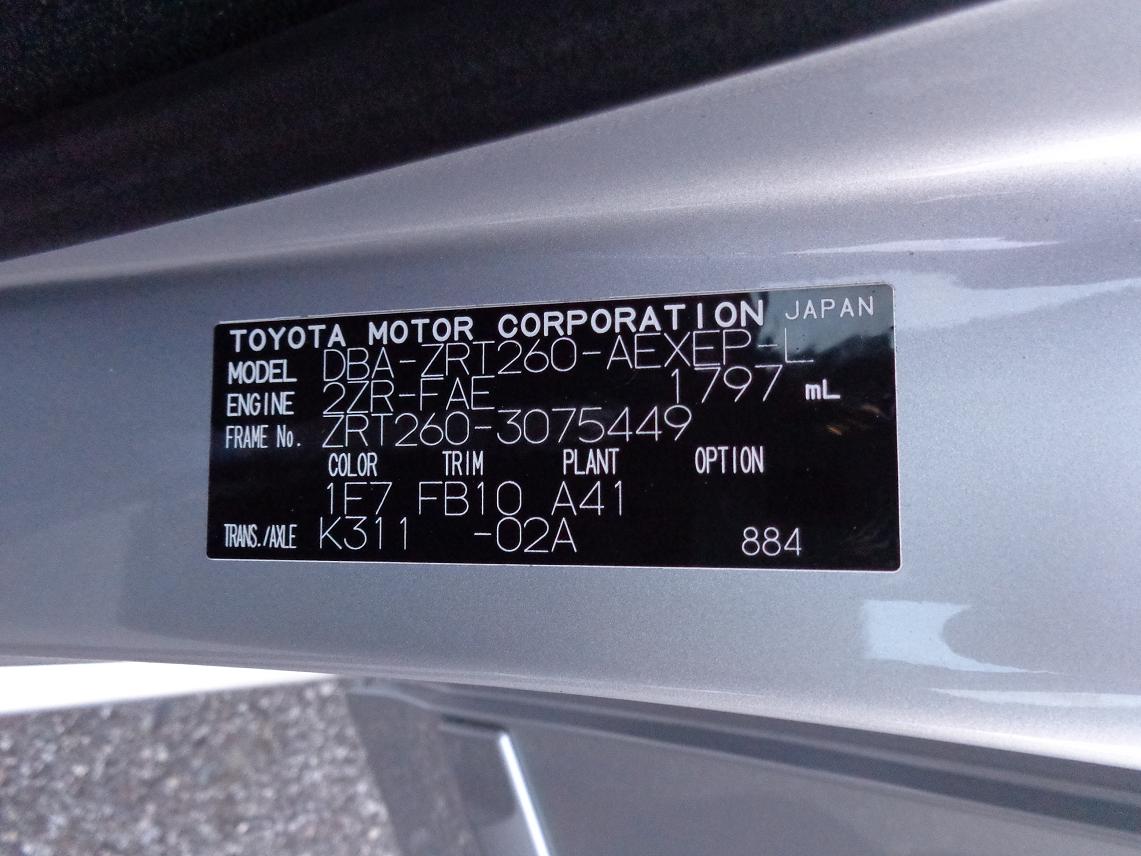 TOYOTA MOTOR CORPORATION JAPAN
MODEL DBA-ZRT260-AEXEP-L
ENGINE 2ZR-FAE 1797 mL
FRAME No. ZRT260-3075449
COLOR TRIM PLANT OPTION
1F7 FB10 A41
TRANS./AXLE K311 -02A 884